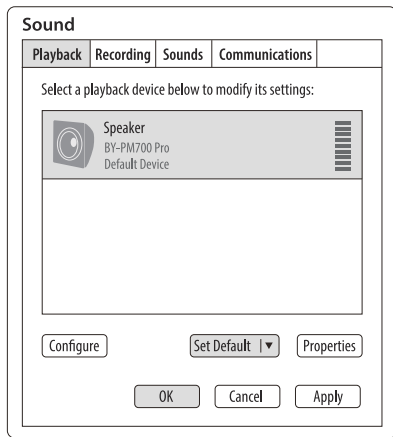 Sound
Playback Recording Sounds Communications
Select a playback device below to modify its settings:
Speaker
BY-PM700 Pro
Default Device
Configure Set Default Properties
OK Cancel Apply